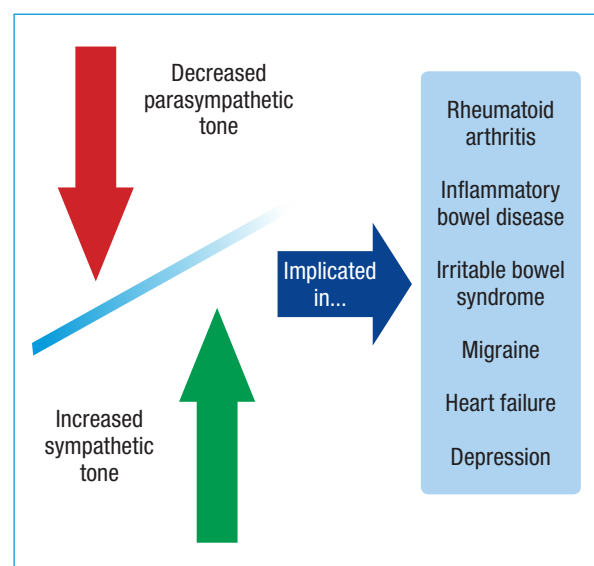 Decreased
parasympathetic
tone
Implicated
in...
Increased
sympathetic
tone
Rheumatoid
arthritis
Inflammatory
bowel disease
Irritable bowel
syndrome
Migraine
Heart failure
Depression